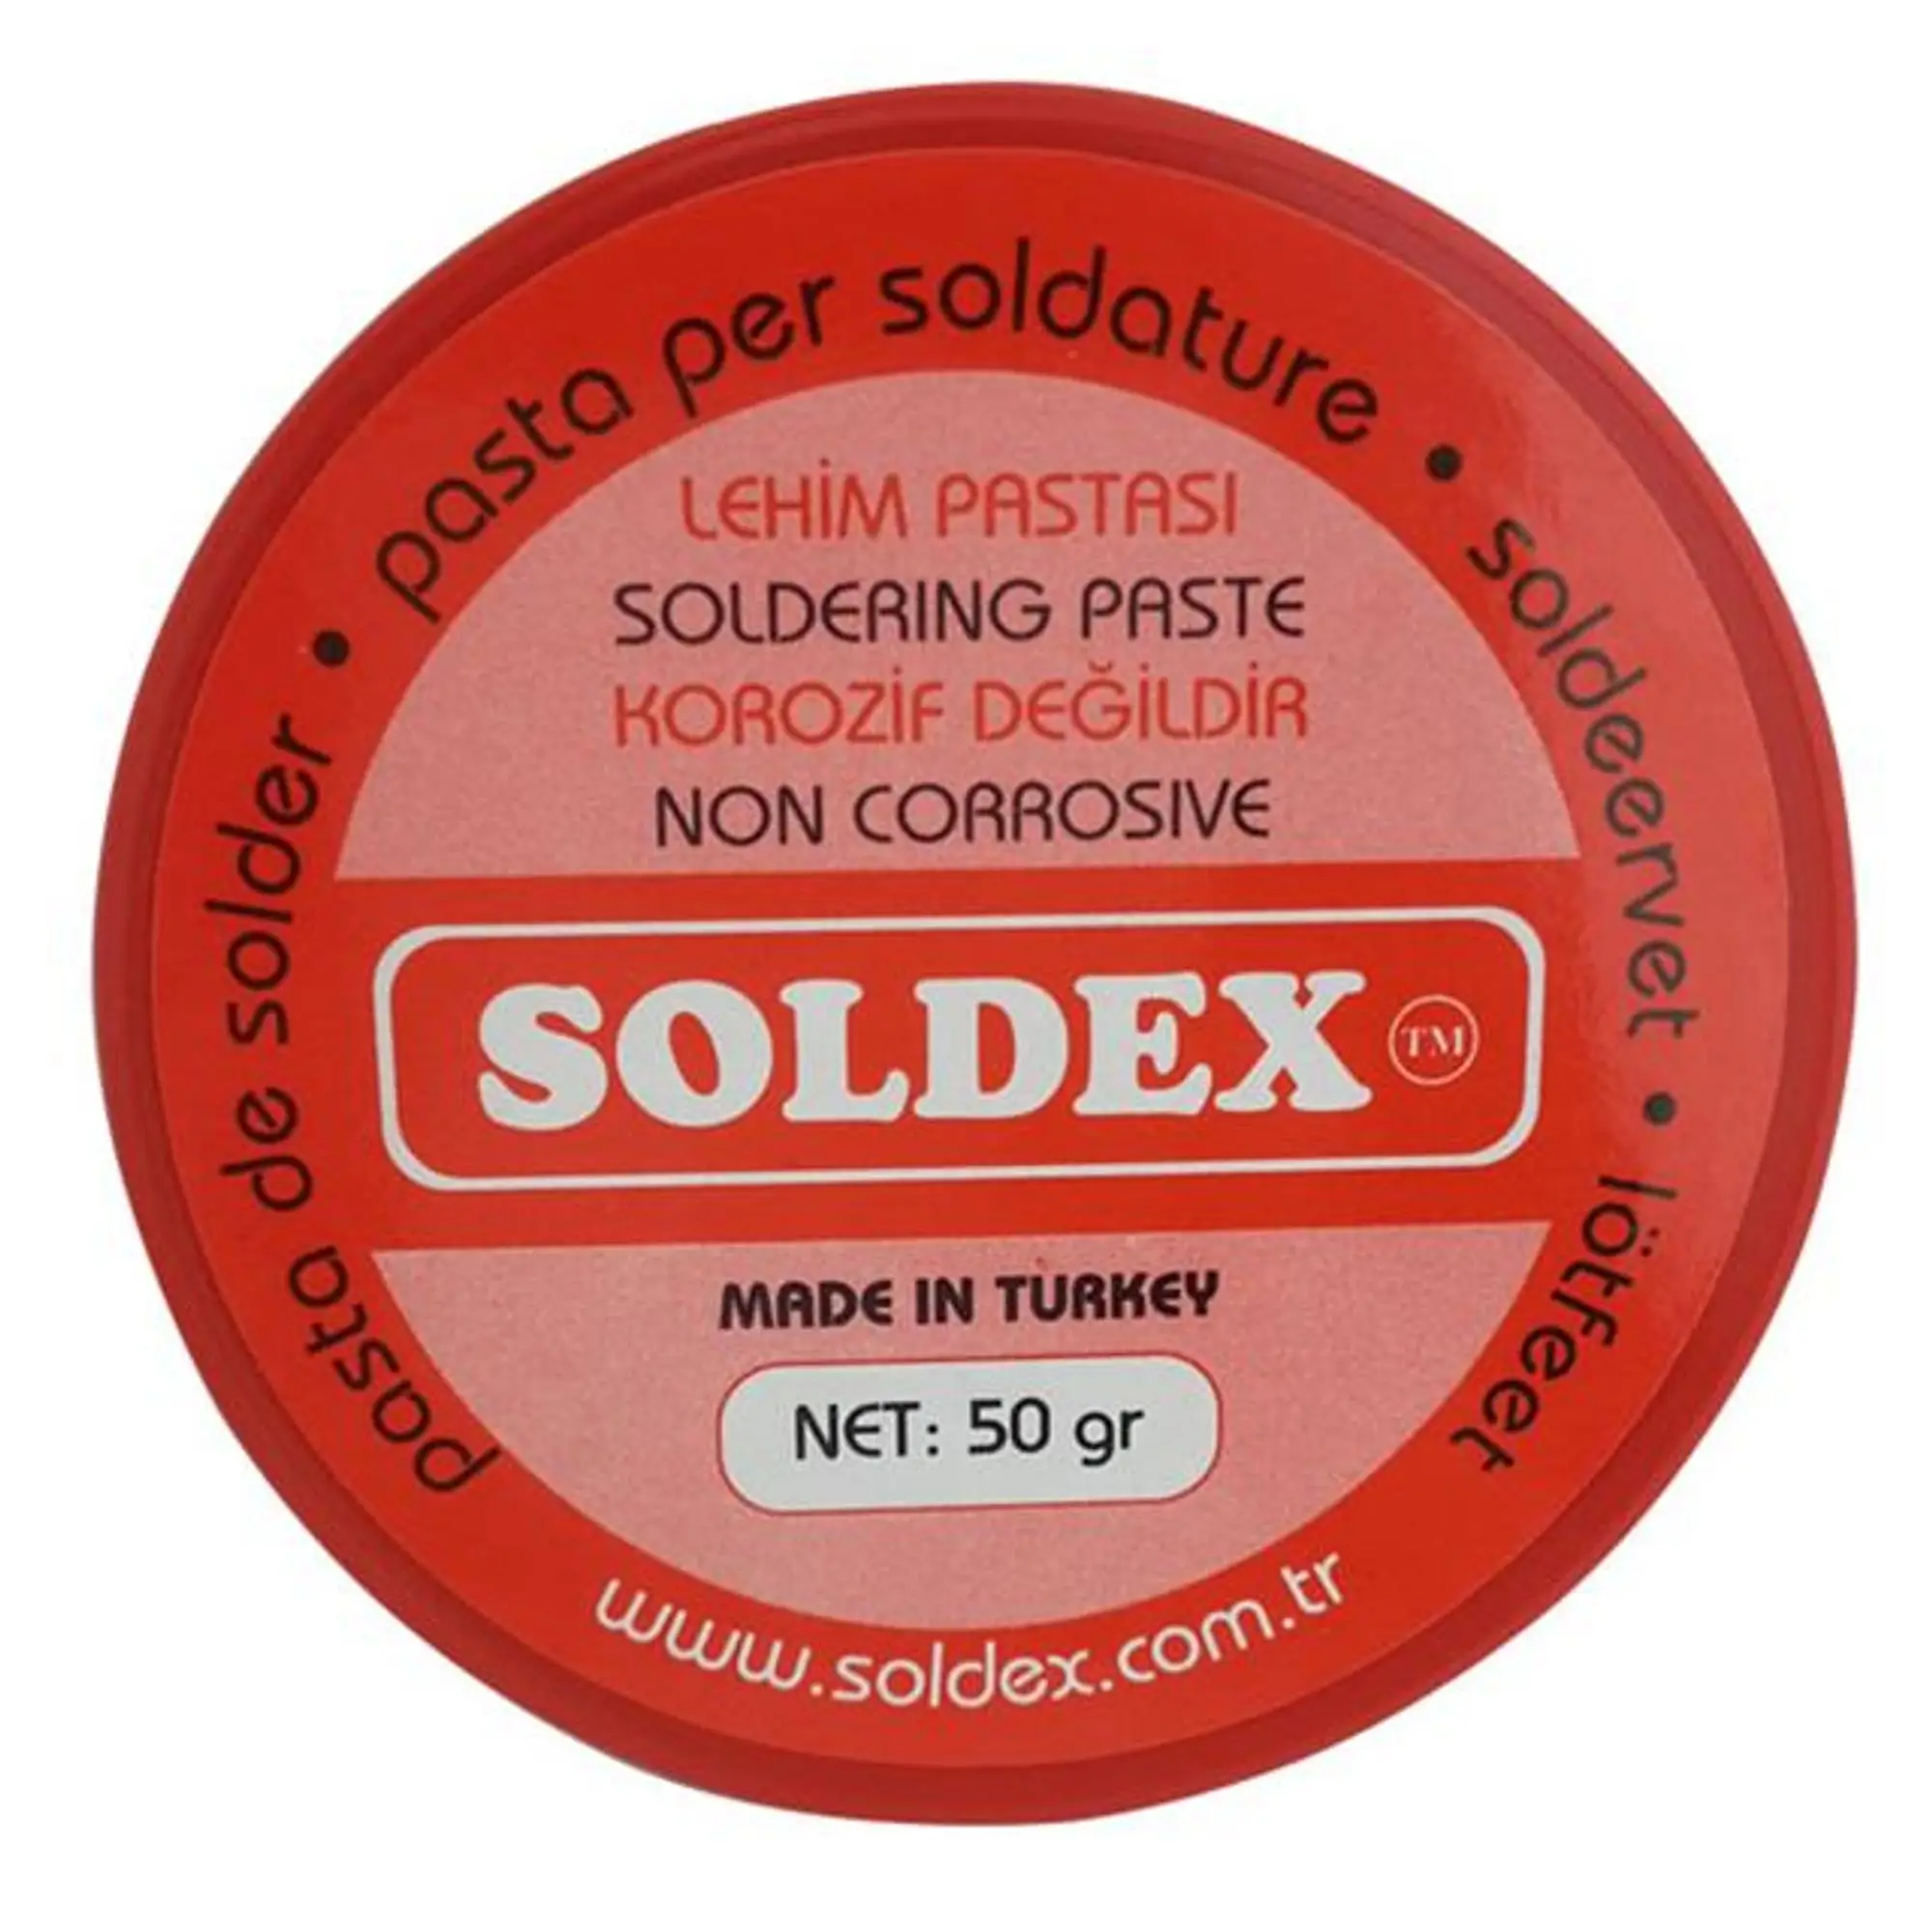 pasta de solder • pasta per soldature • soldeervet • lötfeet
LEHİM PASTASI
SOLDERING PASTE
KOROZİF DEĞİLDİR
NON CORROSIVE
SOLDEX TM
MADE IN TURKEY
NET: 50 gr
www.soldex.com.tr